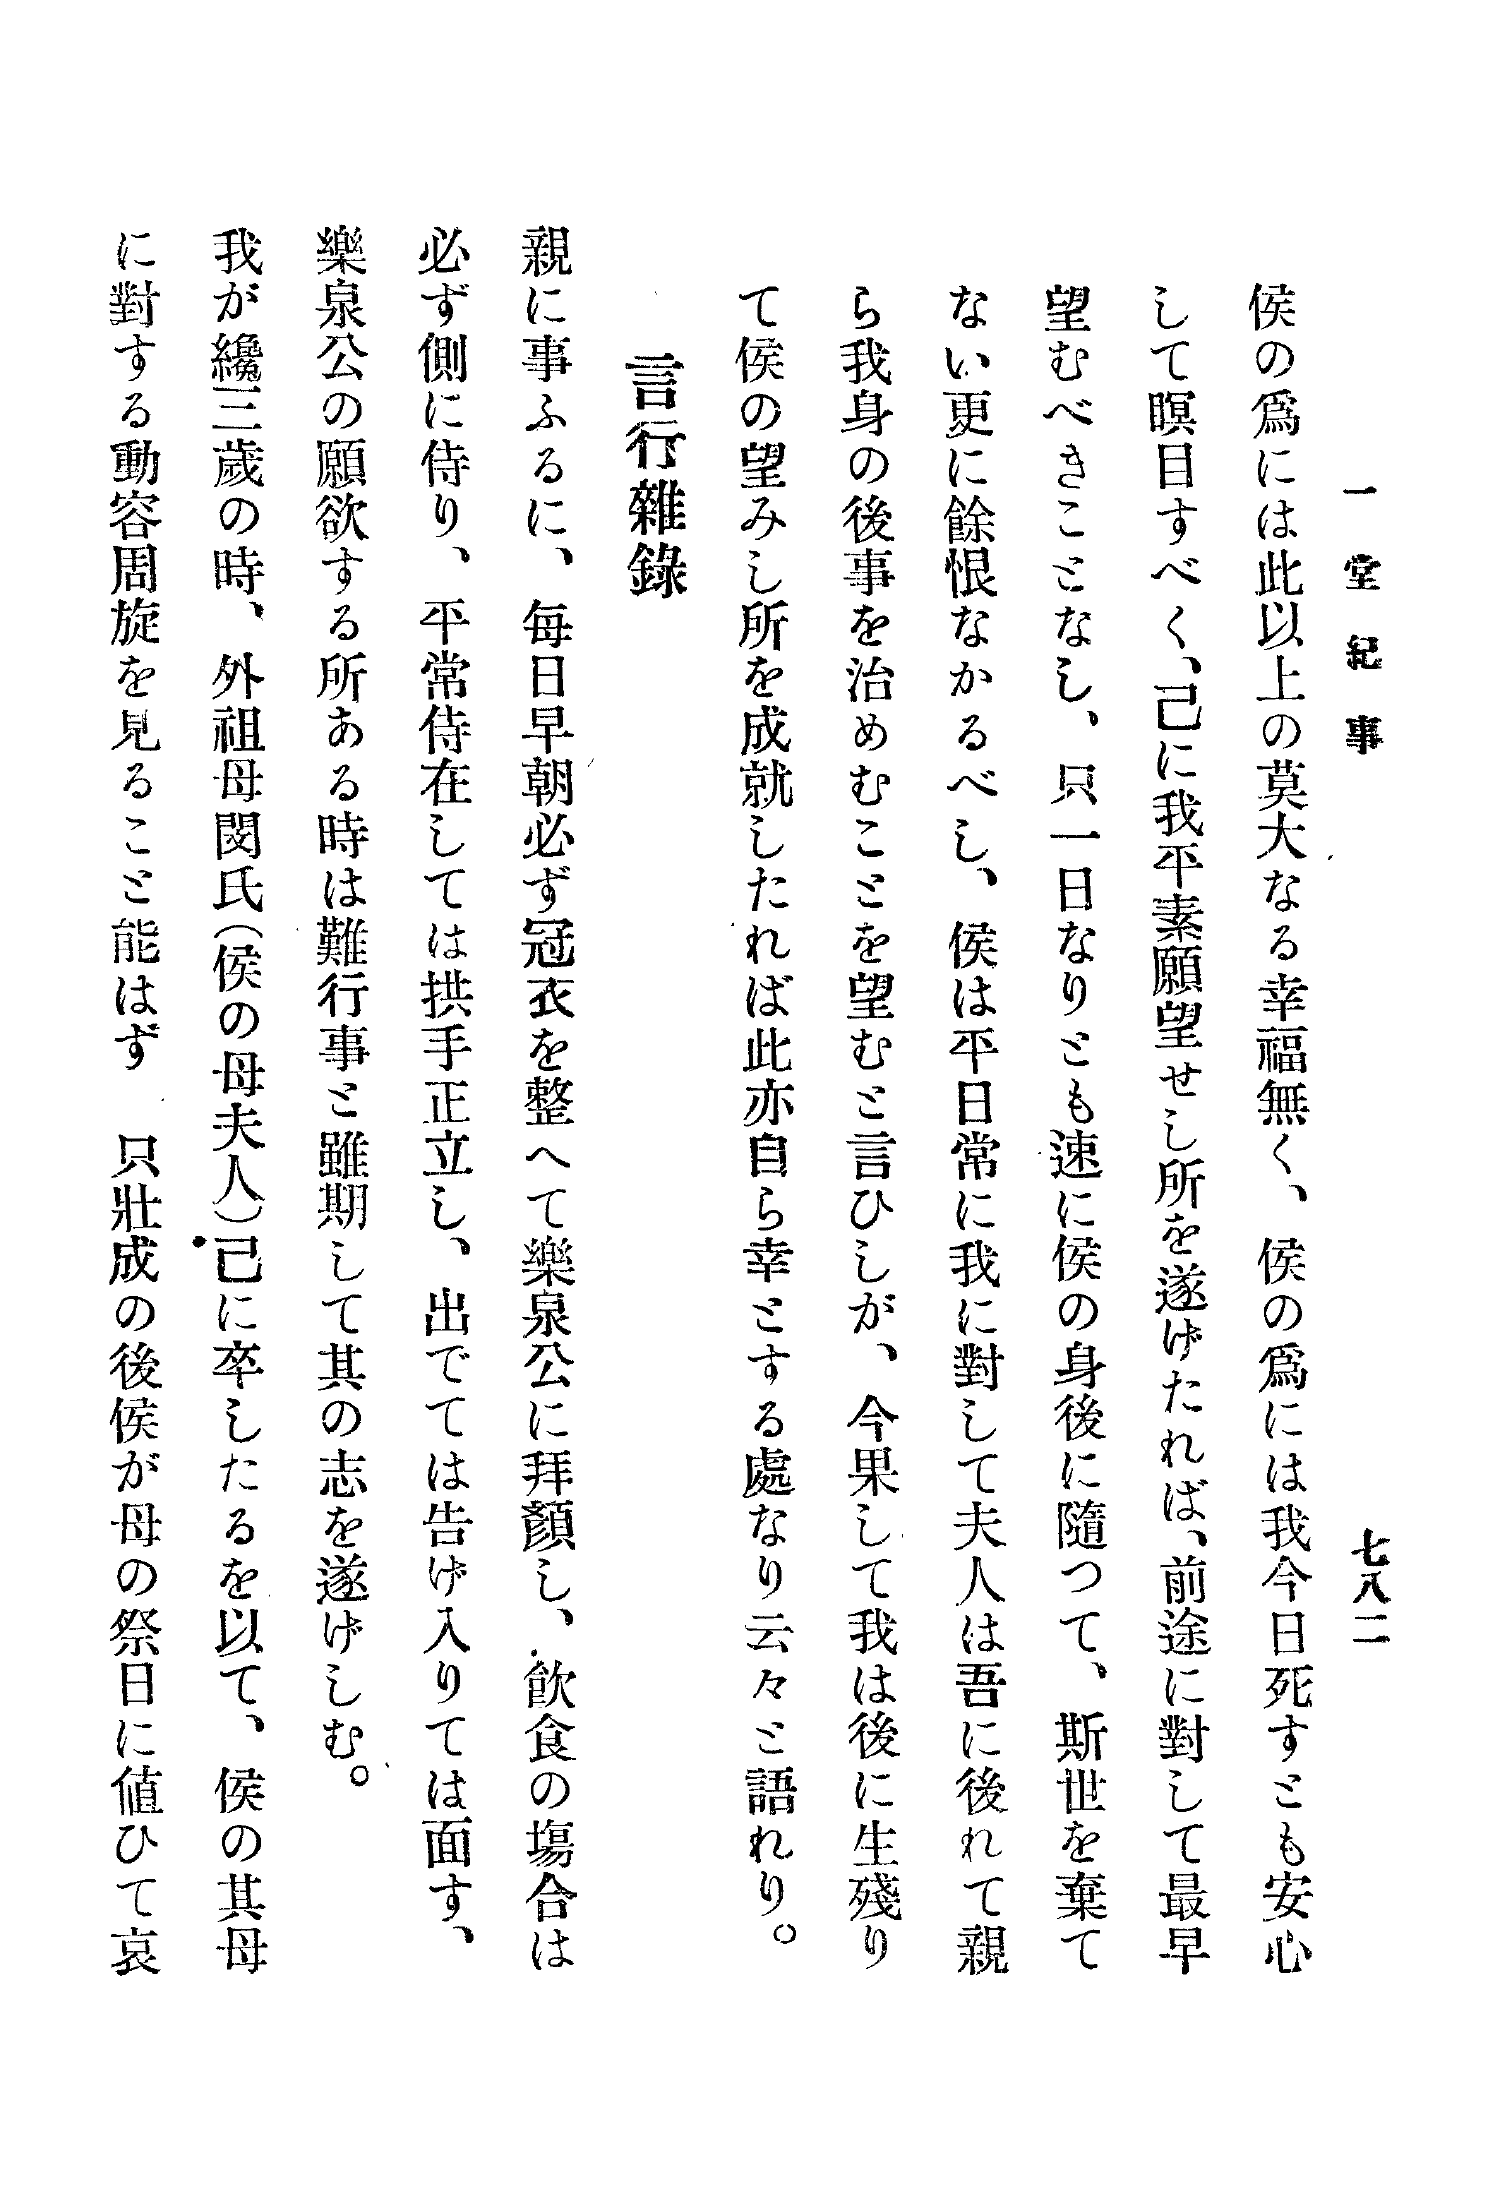 一堂紀事
七八二
侯の爲には此以上の莫大なる幸福無く、侯の爲には我今日死すとも安心
して暝目すべく、己に我平素願望せし所を遂げたれば、前途に對して最早
望むべきことなし、只一日なりとも速に侯の身後に隨つて、斯世を棄て
ない更に餘恨なかるべし、侯は平日常に我に對して夫人は吾に後れて親
ら我身の後事を治めむことを望むと言ひしが、今果して我は後に生殘り
て侯の望みし所を成就したれば此亦自ら幸とする處なり云々と語れり。
言行雜錄
親に事ふるに、毎日早朝必ず冠衣を整へて樂泉公に拜顏し、飮食の塲合は
必ず側に侍り、平常侍在しては拱手正立し、出でては告げ入りては面す、
樂泉公の願欲する所ある時は難行事と雖期して其の志を遂げしむ。
我が纔三歲の時、外祖母閔氏(侯の母夫人)己に卒したるを以て、侯の其母
に對する動容周旋を見ること能はず　只壯成の後侯が母の祭日に値ひて哀